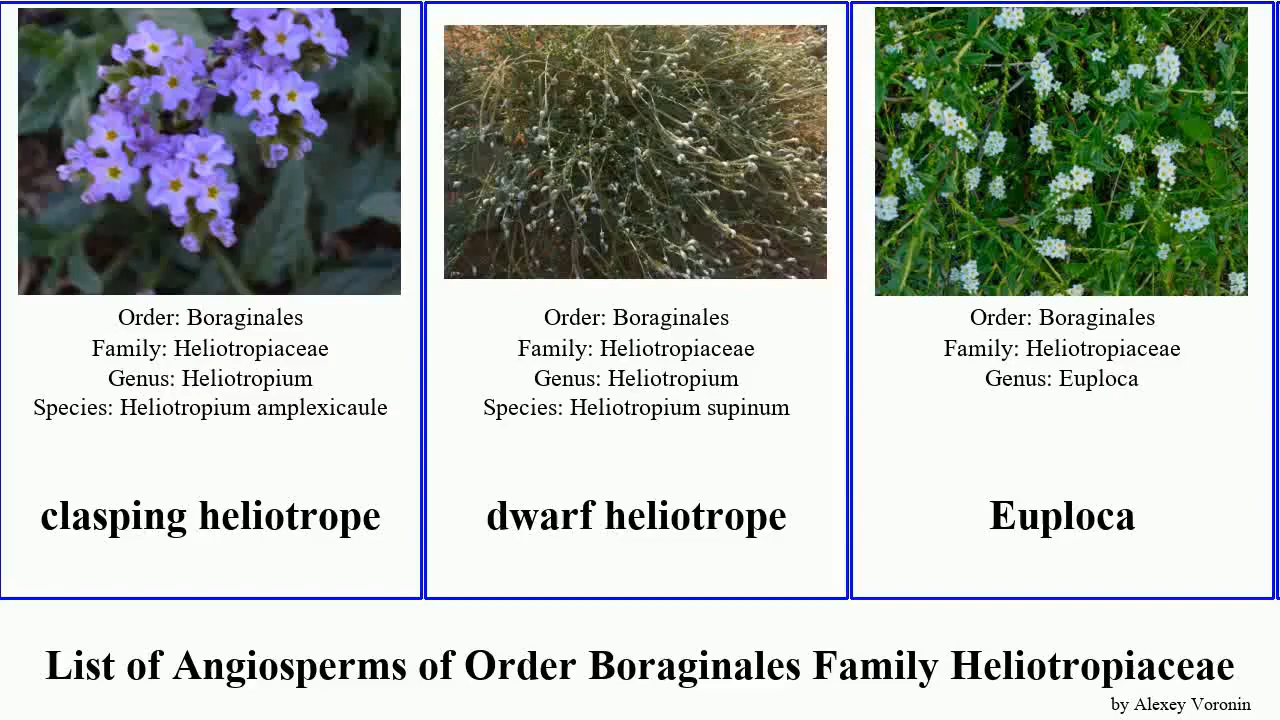 Order: Boraginales
Family: Heliotropiaceae
Genus: Heliotropium
Species: Heliotropium amplexicaule
clasping heliotrope
Order: Boraginales
Family: Heliotropiaceae
Genus: Heliotropium
Species: Heliotropium supinum
dwarf heliotrope
Order: Boraginales
Family: Heliotropiaceae
Genus: Euploca
Euploca
List of Angiosperms of Order Boraginales Family Heliotropiaceae
by Alexey Voronin